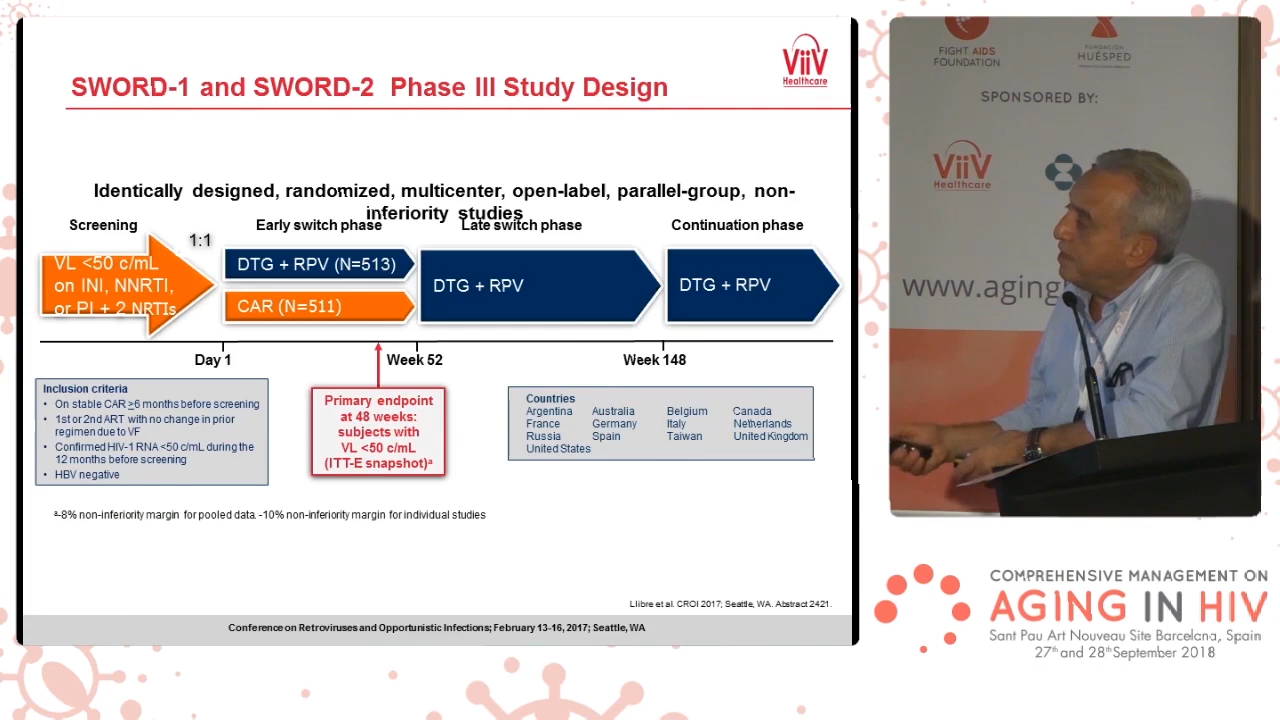 ViiV
Healthcare
SWORD-1 and SWORD-2 Phase III Study Design
Identically designed, randomized, multicenter, open-label, parallel-group, non-
inferiority studies
Screening
Early switch phase
Late switch phase
Continuation phase
1:1
VL <50 c/mL
on INI, NNRTI,
or PI + 2 NRTIs
DTG + RPV (N=513)
CAR (N=511)
DTG + RPV
DTG + RPV
Day 1
Week 52
Week 148
Inclusion criteria
• On stable CAR ≥6 months before screening
• 1st or 2nd ART with no change in prior
regimen due to VF
• Confirmed HIV-1 RNA <50 c/mL during the
12 months before screening
• HBV negative
Primary endpoint
at 48 weeks:
subjects with
VL <50 c/mL
(ITT-E snapshot)ª
Countries
Argentina Australia Belgium Canada
France Germany Italy Netherlands
Russia Spain Taiwan United Kingdom
United States
ª-8% non-inferiority margin for pooled data. -10% non-inferiority margin for individual studies
Llibre et al. CROI 2017; Seattle, WA. Abstract 2421.
Conference on Retroviruses and Opportunistic Infections; February 13-16, 2017; Seattle, WA
FIGHT AIDS
FOUNDATION
FUNDACIÓN
HUÉSPED
SPONSORED BY:
ViiV
Healthcare
www.aging
COMPREHENSIVE MANAGEMENT ON
AGING IN HIV
Sant Pau Art Nouveau Site Barcelona, Spain
27th and 28th September 2018